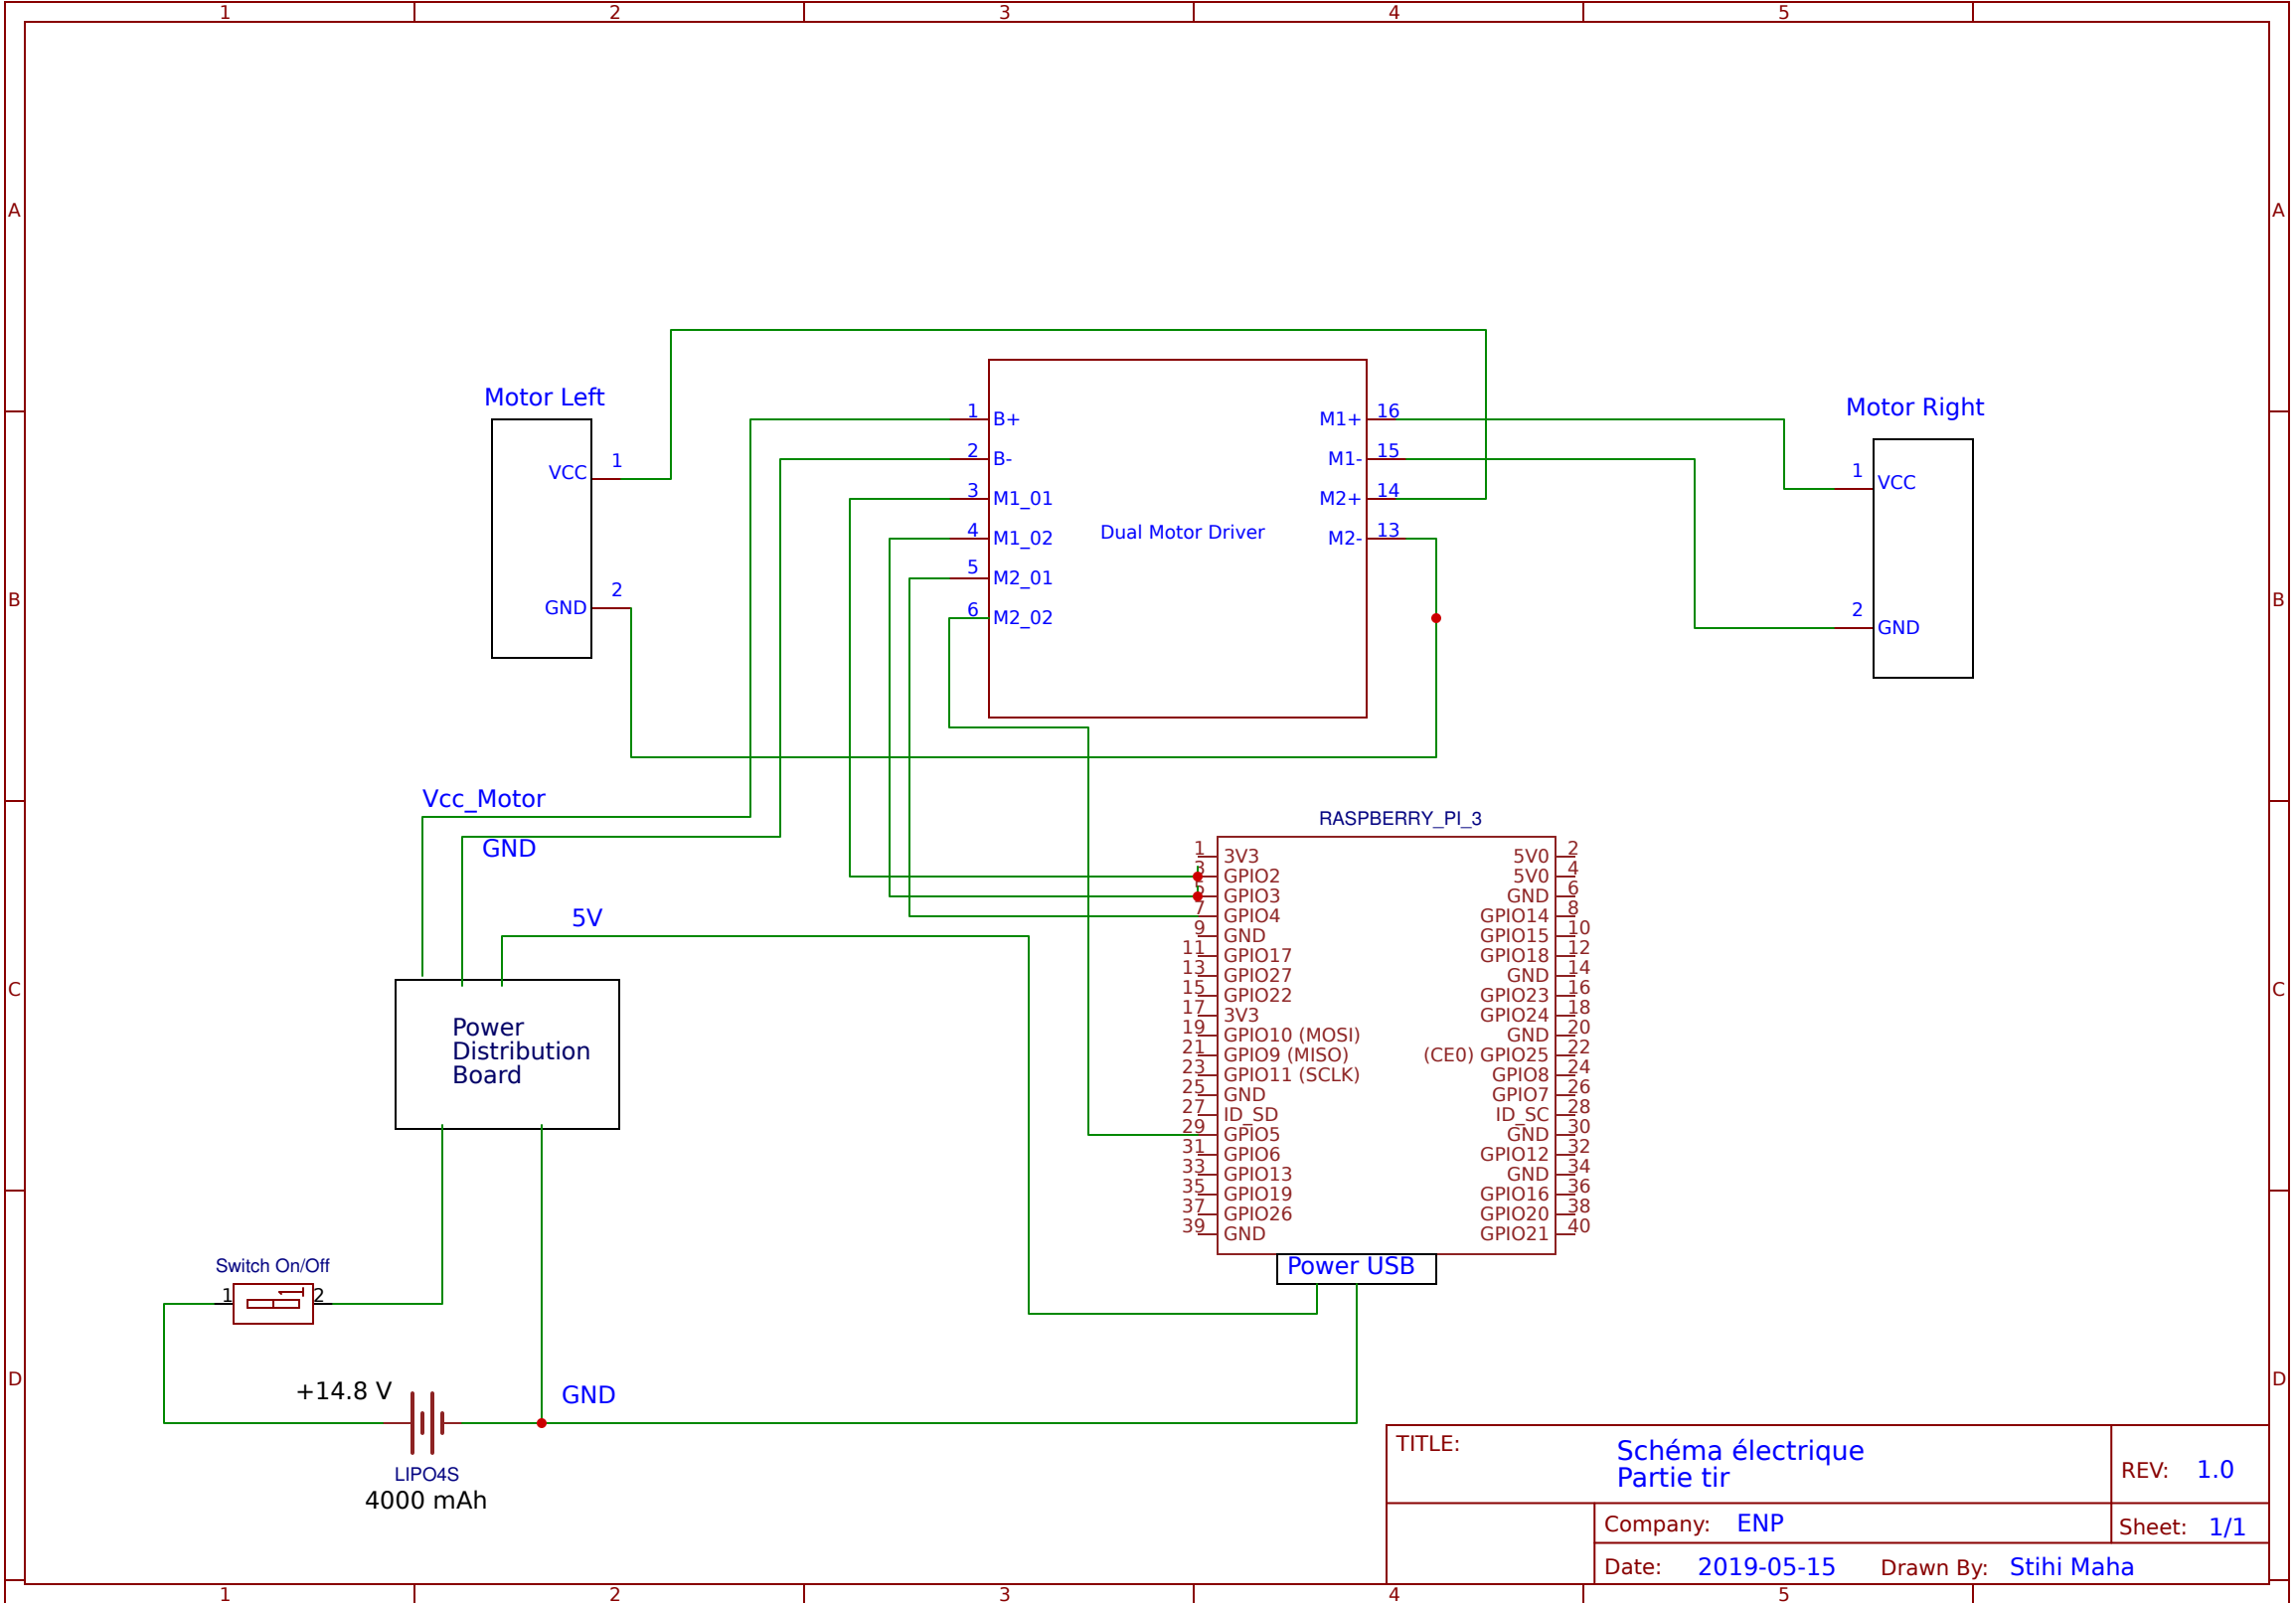 1 2 3 4 5
A A
Motor Left
Motor Right
VCC 1
GND 2
1 B+
2 B-
3 M1_01
4 M1_02
5 M2_01
6 M2_02
Dual Motor Driver
M1+ 16
M1- 15
M2+ 14
M2- 13
1 VCC
2 GND
B B
Vcc_Motor
GND
5V
RASPBERRY_PI_3
1 3V3 5V0 2
3 GPIO2 5V0 4
5 GPIO3 GND 6
7 GPIO4 GPIO14 8
9 GND GPIO15 10
11 GPIO17 GPIO18 12
13 GPIO27 GND 14
15 GPIO22 GPIO23 16
17 3V3 GPIO24 18
19 GPIO10 (MOSI) GND 20
21 GPIO9 (MISO) (CE0) GPIO25 22
23 GPIO11 (SCLK) GPIO8 24
25 GND GPIO7 26
27 ID_SD ID_SC 28
29 GPIO5 GND 30
31 GPIO6 GPIO12 32
33 GPIO13 GND 34
35 GPIO19 GPIO16 36
37 GPIO26 GPIO20 38
39 GND GPIO21 40
Power USB
C C
Power
Distribution
Board
Switch On/Off
1 2
+14.8 V
GND
LIPO4S
4000 mAh
D D
TITLE:
Schéma électrique
Partie tir
REV: 1.0
Company: ENP
Sheet: 1/1
Date: 2019-05-15 Drawn By: Stihi Maha
1 2 3 4 5